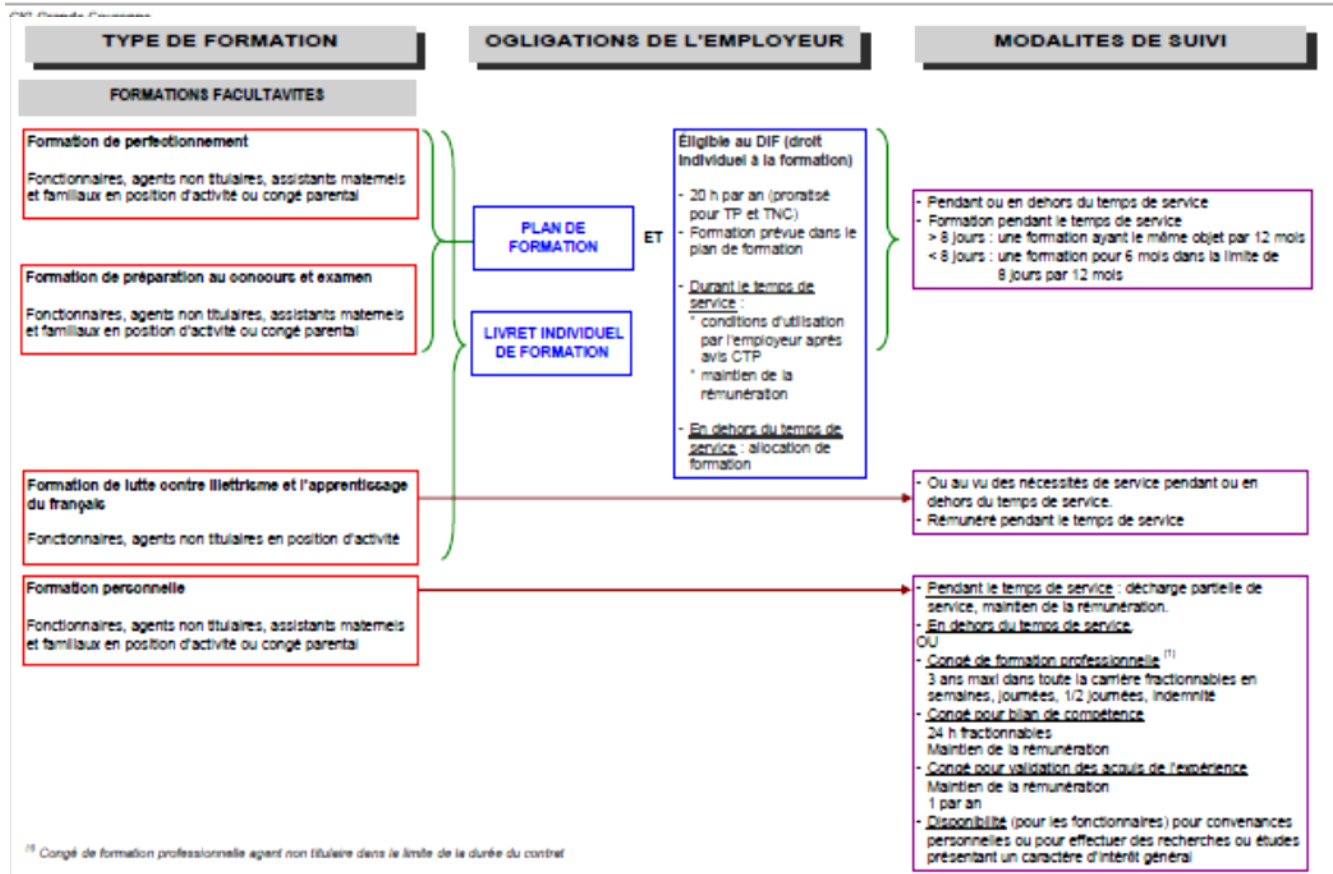 TYPE DE FORMATION
OGLIGATIONS DE L'EMPLOYEUR
MODALITES DE SUIVI
FORMATIONS FACULTAVITES
Formation de perfectionnement
Fonctionnaires, agents non titulaires, assistants maternels
et familiaux en position d'activité ou congé parental
Formation de préparation au concours et examen
Fonctionnaires, agents non titulaires, assistants maternels
et familiaux en position d'activité ou congé parental
Formation de lutte contre illettrisme et l'apprentissage
du français
Fonctionnaires, agents non titulaires en position d'activité
Formation personnelle
Fonctionnaires, agents non titulaires, assistants maternels
et familiaux en position d'activité ou congé parental
PLAN DE
FORMATION
LIVRET INDIVIDUEL
DE FORMATION
ET
Éligible au DIF (droit
individuel à la formation)
- 20 h par an (proratisé
pour TP et TNC)
- Formation prévue dans le
plan de formation
- Durant le temps de
service :
* conditions d'utilisation
par l'employeur après
avis CTP
* maintien de la
rémunération
- En dehors du temps de
service : allocation de
formation
- Pendant ou en dehors du temps de service
- Formation pendant le temps de service
> 8 jours : une formation ayant le même objet par 12 mois
< 8 jours : une formation pour 6 mois dans la limite de
8 jours par 12 mois
- Ou au vu des nécessités de service pendant ou en
dehors du temps de service.
- Rémunéré pendant le temps de service
- Pendant le temps de service : décharge partielle de
service, maintien de la rémunération.
- En dehors du temps de service.
OU
- Congé de formation professionnelle (1)
3 ans maxi dans toute la carrière fractionnables en
semaines, journées, 1/2 journées, indemnité
- Congé pour bilan de compétence
24 h fractionnables
Maintien de la rémunération
- Congé pour validation des acquis de l'expérience
Maintien de la rémunération
1 par an
- Disponibilité (pour les fonctionnaires) pour convenances
personnelles ou pour effectuer des recherches ou études
présentant un caractère d'intérêt général
(1) Congé de formation professionnelle agent non titulaire dans la limite de la durée du contrat